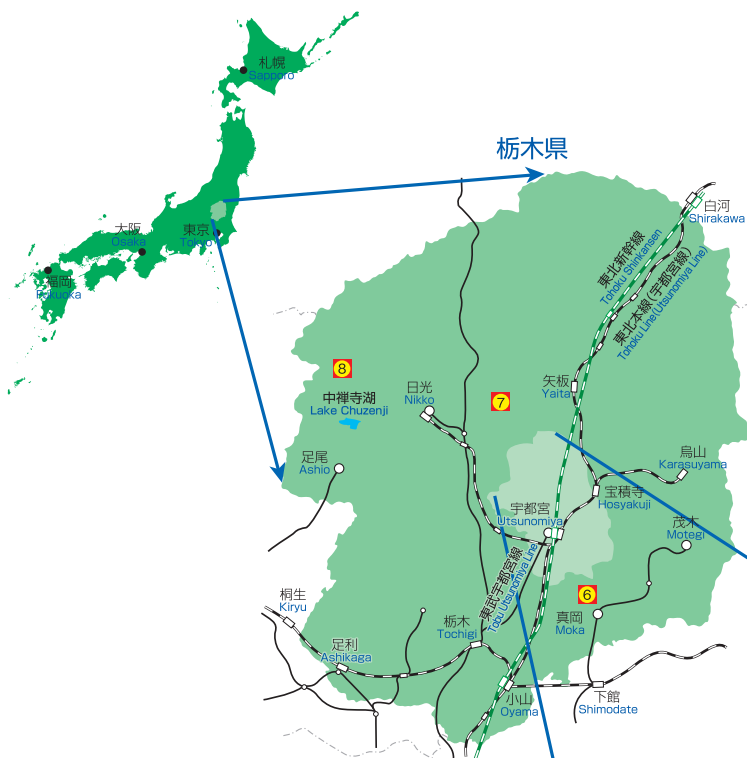 札幌
Sapporo
栃木県
大阪
Osaka
東京
Tokyo
福岡
Fukuoka
白河
Shirakawa
東北新幹線
Tohoku Shinkansen
東北本線(宇都宮線)
Tohoku Line(Utsunomiya Line)
8
中禅寺湖
Lake Chuzenji
日光
Nikko
7
矢板
Yaita
足尾
Ashio
烏山
Karasuyama
宝積寺
Hosyakuji
宇都宮
Utsunomiya
茂木
Motegi
東武宇都宮線
Tobu Utsunomiya Line
6
桐生
Kiryu
真岡
Moka
栃木
Tochigi
足利
Ashikaga
小山
Oyama
下館
Shimodate